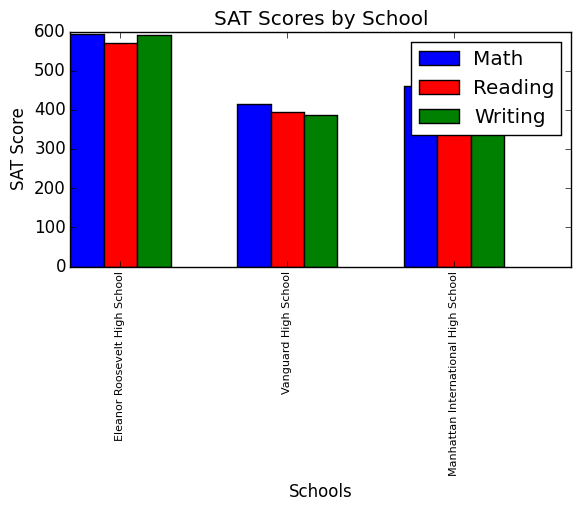 SAT Scores by School
600
500
400
300
200
100
0
SAT Score
Math
Reading
Writing
Eleanor Roosevelt High School
Vanguard High School
Manhattan International High School
Schools